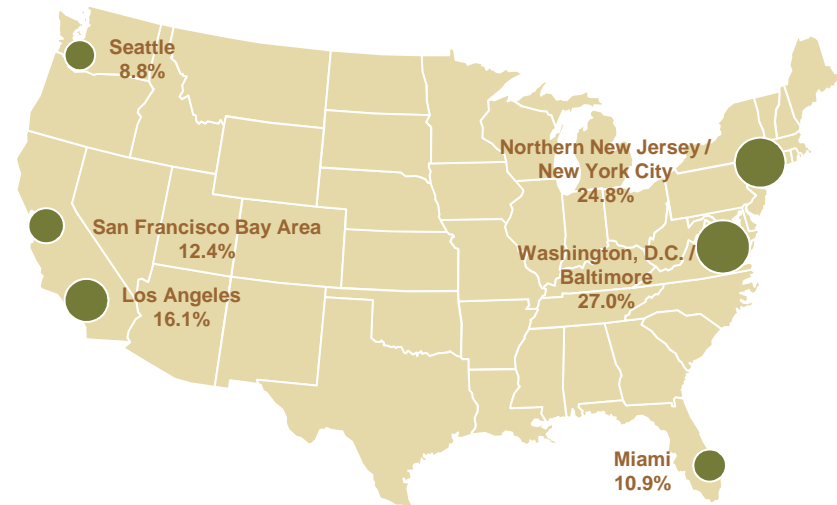 Seattle
8.8%
Northern New Jersey /
New York City
24.8%
San Francisco Bay Area
12.4%
Washington, D.C. /
Baltimore
27.0%
Los Angeles
16.1%
Miami
10.9%